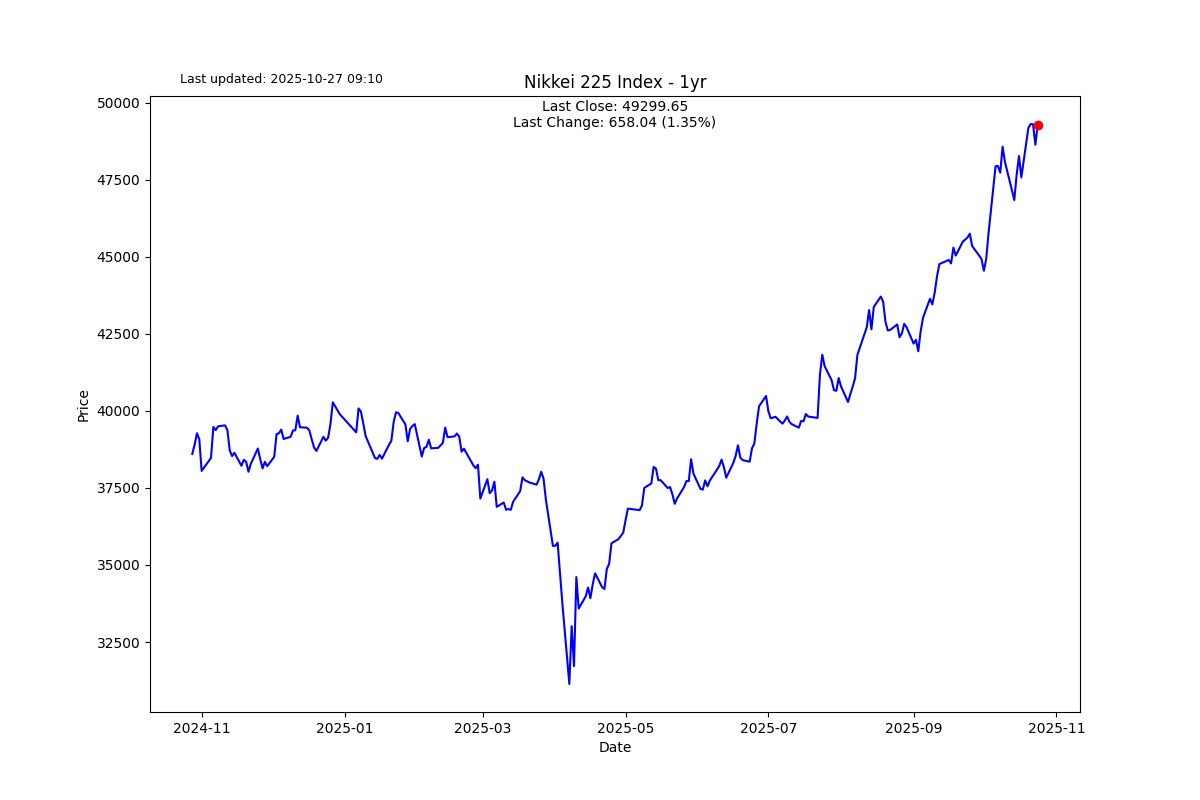 Last updated: 2025-10-27 09:10
Nikkei 225 Index - 1yr
Last Close: 49299.65
Last Change: 658.04 (1.35%)
50000
47500
45000
42500
40000
37500
35000
32500
Price
2024-11 2025-01 2025-03 2025-05 2025-07 2025-09 2025-11
Date